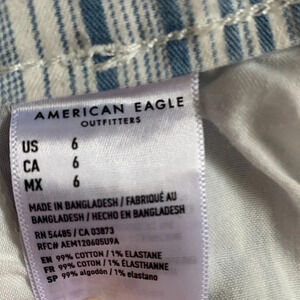 AMERICAN EAGLE
OUTFITTERS
US 6
CA 6
MX 6
MADE IN BANGLADESH / FABRIQUÉ AU
BANGLADESH / HECHO EN BANGLADESH
RN 54485 / CA 03873
RFC# AEM120605U9A
EN 99% COTTON / 1% ELASTANE
FR 99% COTON / 1% ÉLASTHANNE
SP 99% algodón / 1% elastano